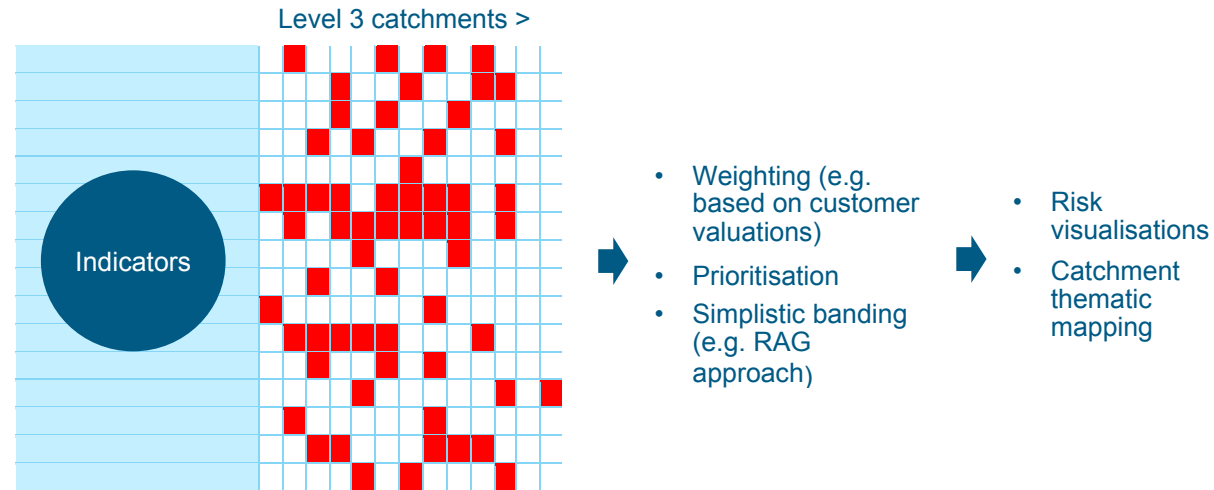 Level 3 catchments >
Indicators
• Weighting (e.g.
based on customer
valuations)
• Prioritisation
• Simplistic banding
(e.g. RAG
approach)
• Risk
visualisations
• Catchment
thematic
mapping